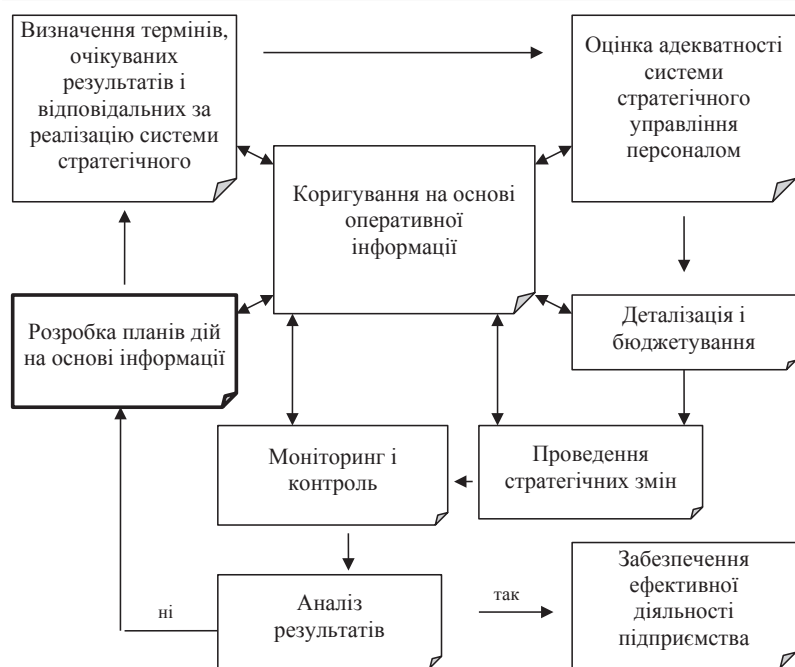 Визначення термінів,
очікуваних
результатів і
відповідальних за
реалізацію системи
стратегічного
Оцінка адекватності
системи
стратегічного
управління
персоналом
Коригування на основі
оперативної
інформації
Розробка планів дій
на основі інформації
Деталізація і
бюджетування
Моніторинг і
контроль
Проведення
стратегічних змін
Аналіз
результатів
ні
так
Забезпечення
ефективної
діяльності
підприємства